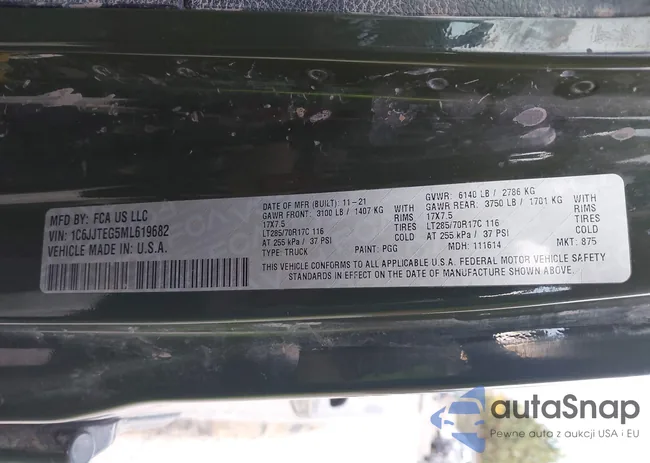 MFD BY: FCA US LLC
VIN: 1C6JJTEG5ML619682
VEHICLE MADE IN: U.S.A.
DATE OF MFR (BUILT): 11-21
GAWR FRONT: 3100 LB / 1407 KG WITH
17X7.5 RIMS
LT285/70R17C 116 TIRES
AT 255 kPa / 37 PSI COLD
TYPE: TRUCK PAINT: PGG
GVWR: 6140 LB / 2786 KG
GAWR REAR: 3750 LB / 1701 KG WITH
17X7.5 RIMS
LT285/70R17C 116 TIRES
AT 255 kPa / 37 PSI COLD
MDH: 111614 MKT: 875
THIS VEHICLE CONFORMS TO ALL APPLICABLE U.S.A. FEDERAL MOTOR VEHICLE SAFETY
STANDARDS IN EFFECT ON THE DATE OF MANUFACTURE SHOWN ABOVE.
autaSnap
Pewne auto z aukcji USA i EU